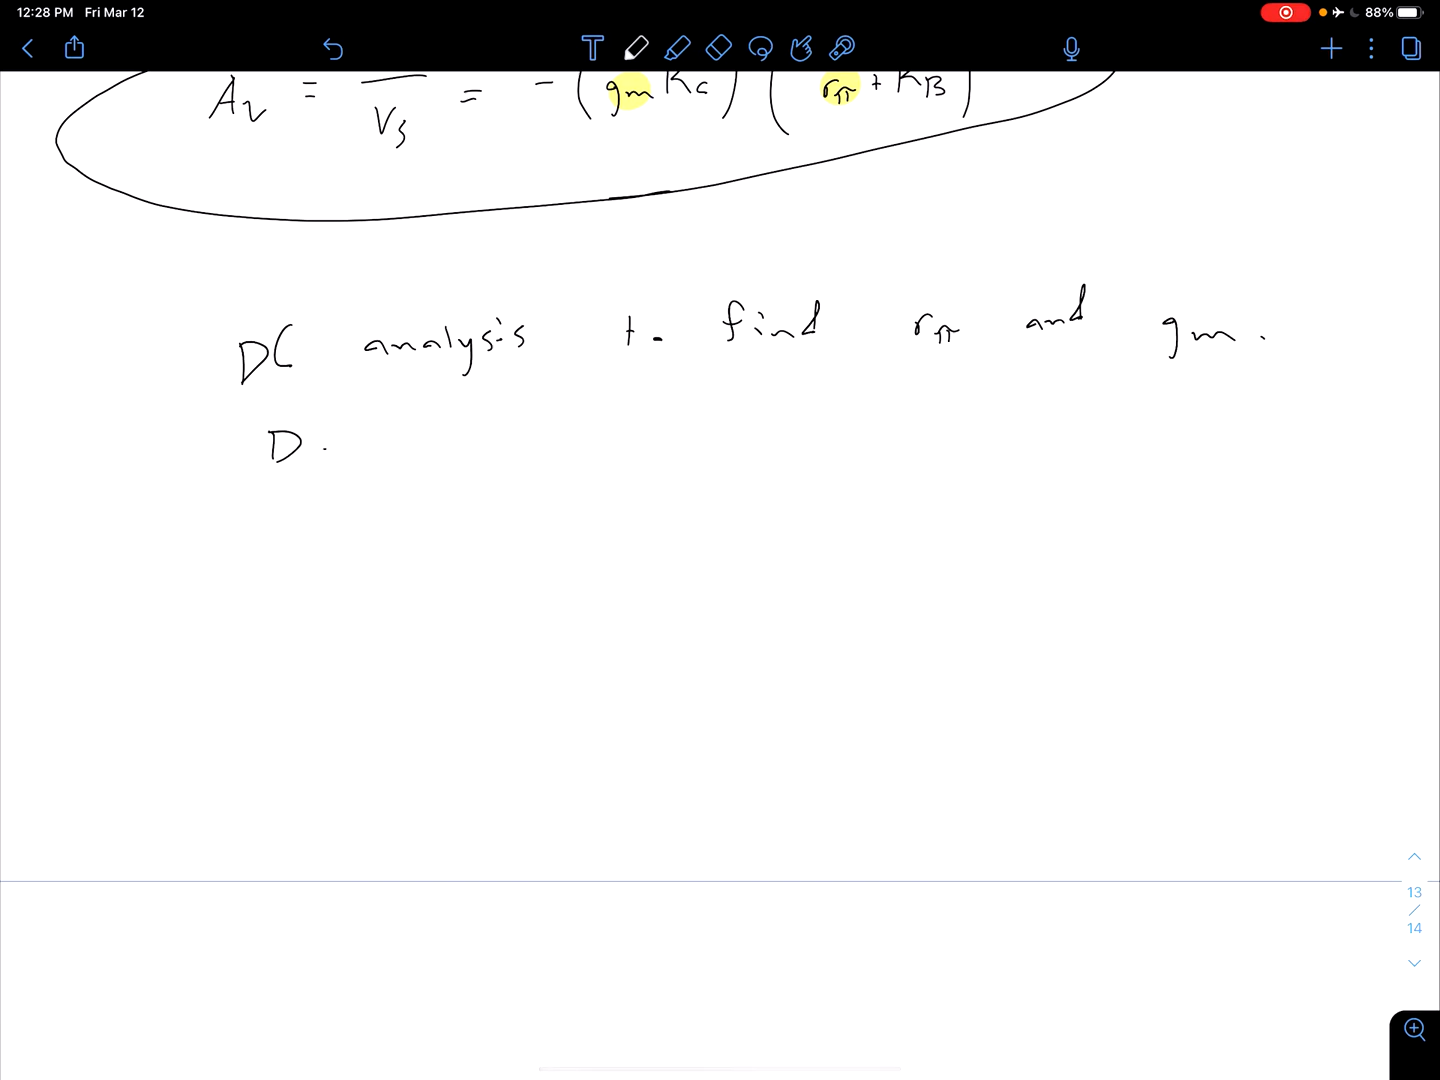 12:28 PM Fri Mar 12 88%
T
Av = / Vs = - (gm RC) ( rπ + RB )
DC analysis to find rπ and gm.
D.
13
/
14